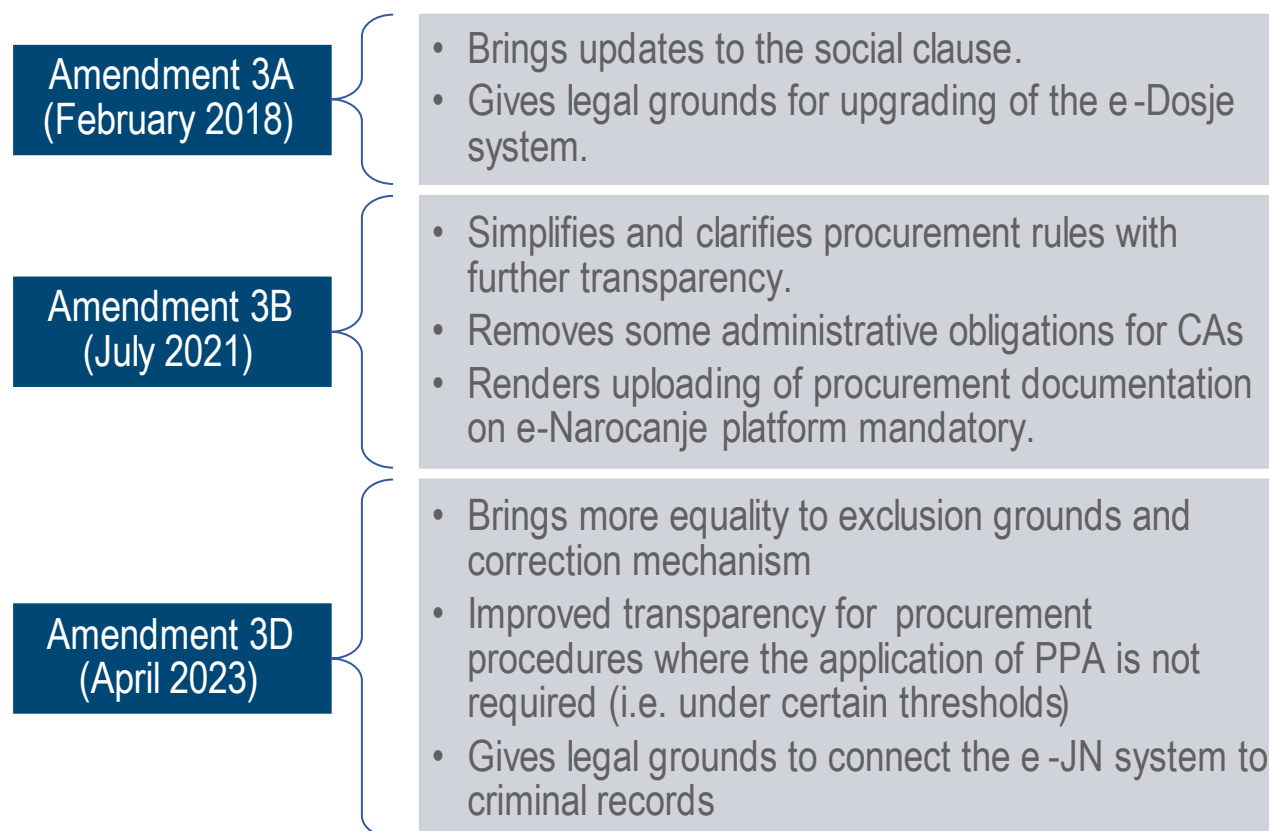 Amendment 3A
(February 2018)
• Brings updates to the social clause.
• Gives legal grounds for upgrading of the e-Dosje
system.
Amendment 3B
(July 2021)
• Simplifies and clarifies procurement rules with
further transparency.
• Removes some administrative obligations for CAs
• Renders uploading of procurement documentation
on e-Narocanje platform mandatory.
Amendment 3D
(April 2023)
• Brings more equality to exclusion grounds and
correction mechanism
• Improved transparency for procurement
procedures where the application of PPA is not
required (i.e. under certain thresholds)
• Gives legal grounds to connect the e-JN system to
criminal records